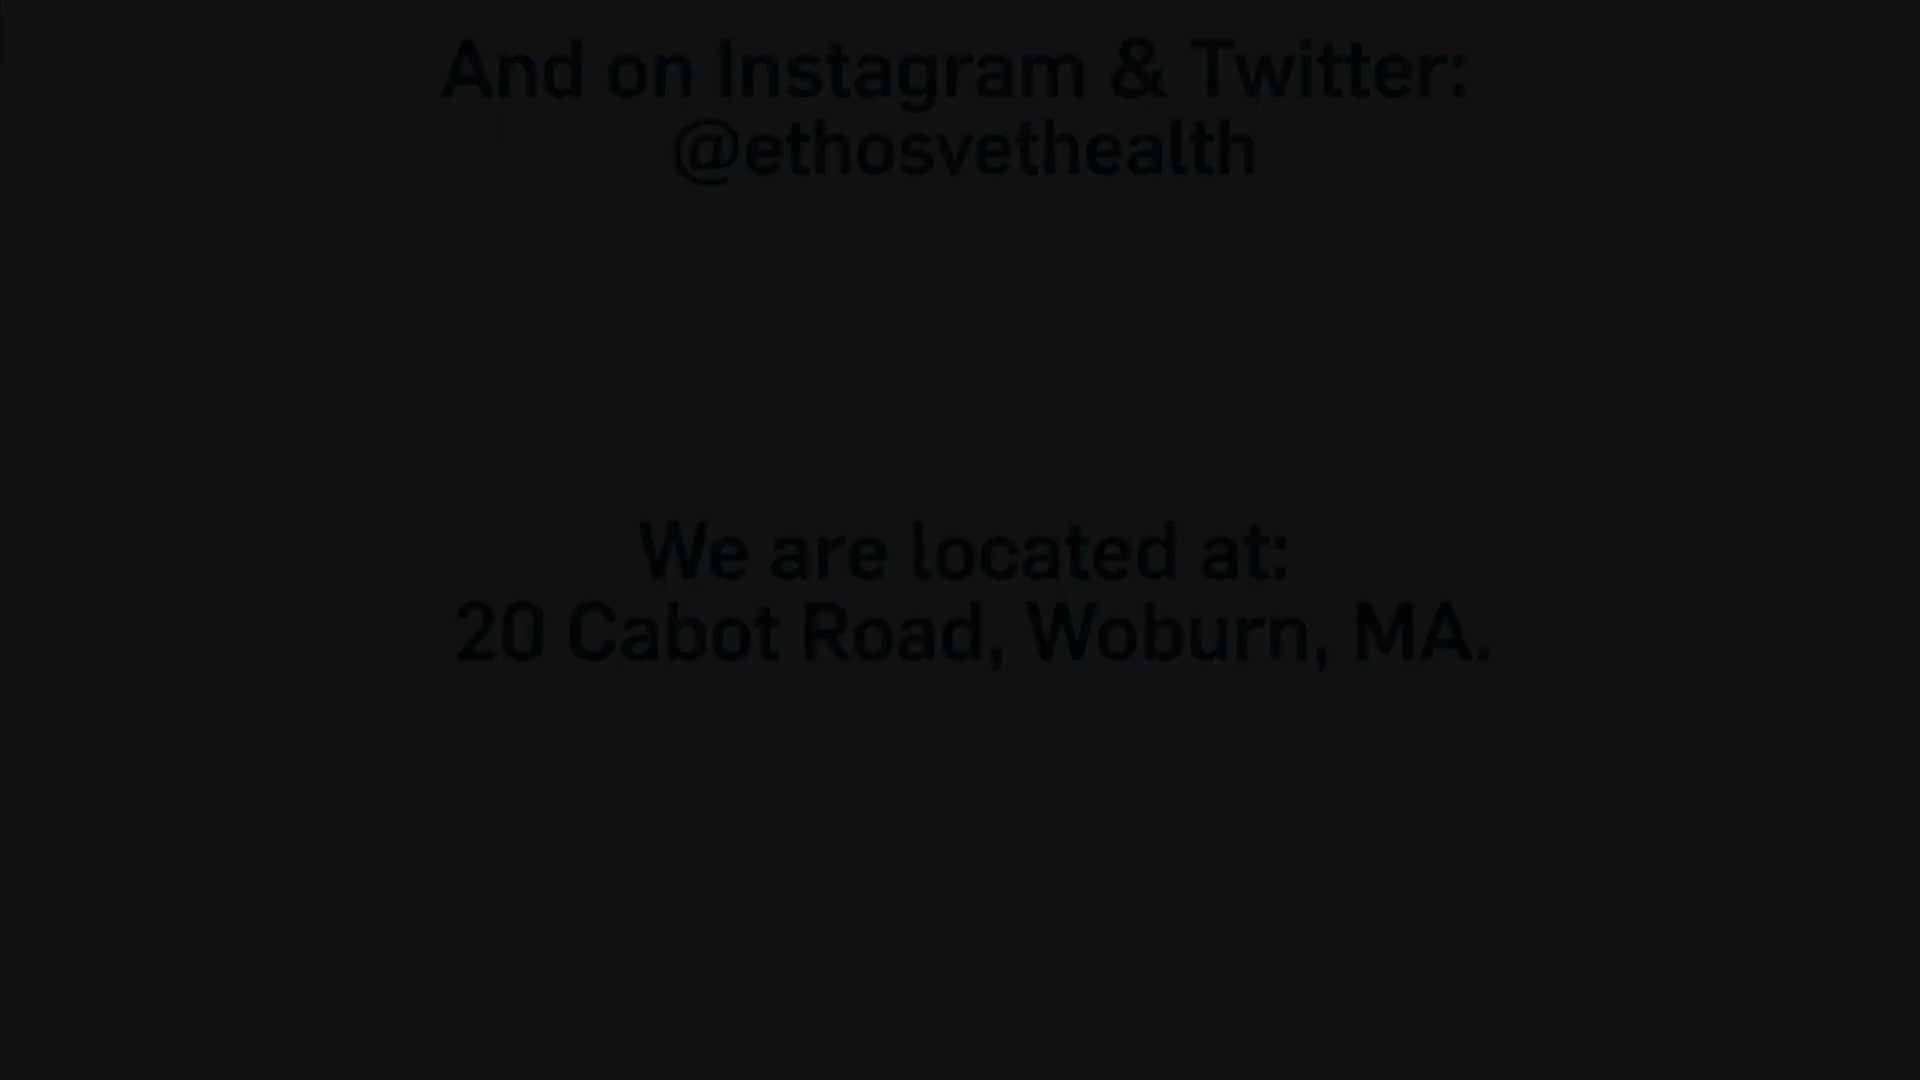 And on Instagram & Twitter:
@ethosvethealth
We are located at:
20 Cabot Road, Woburn, MA.